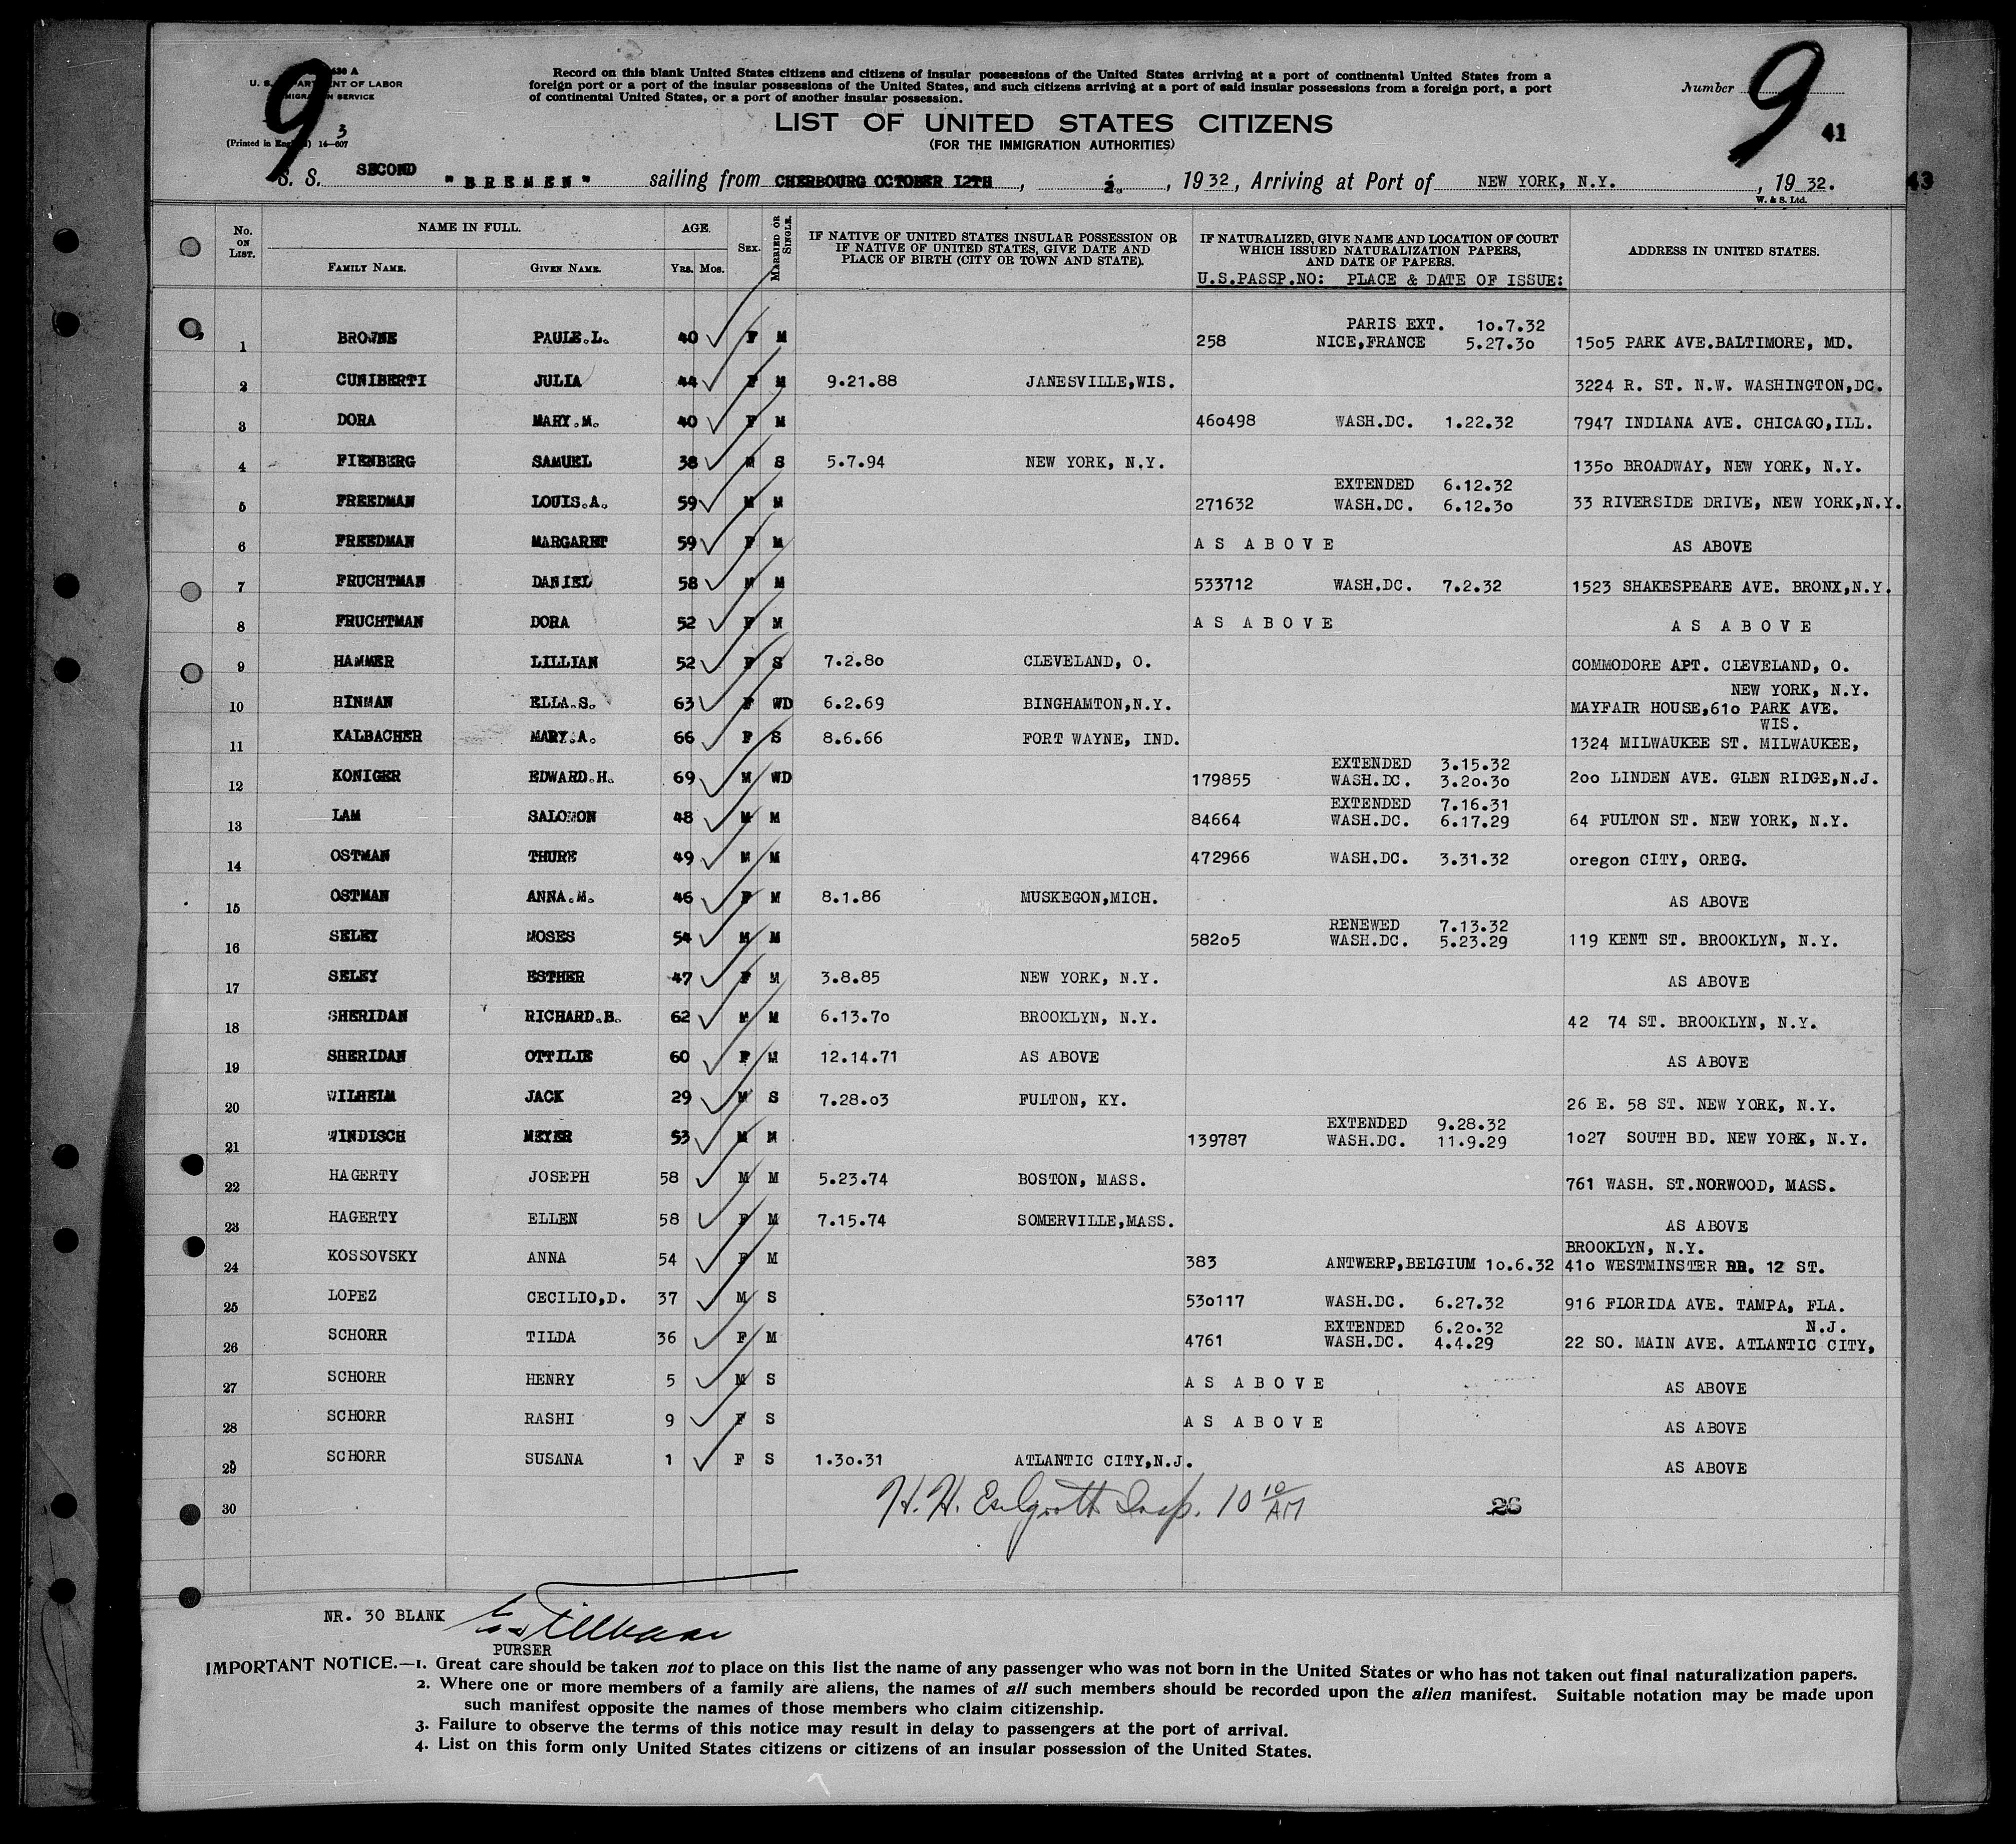 9
630 A
U. S. DEPARTMENT OF LABOR
IMMIGRATION SERVICE
3
(Printed in England) 14—607
Record on this blank United States citizens and citizens of insular possessions of the United States arriving at a port of continental United States from a
foreign port or a port of the insular possessions of the United States, and such citizens arriving at a port of said insular possessions from a foreign port, a port
of continental United States, or a port of another insular possession.
Number 9
41
LIST OF UNITED STATES CITIZENS
(FOR THE IMMIGRATION AUTHORITIES)
S. S. SECOND "BREMEN" sailing from CHERBOURG OCTOBER 12TH, 2., 1932, Arriving at Port of NEW YORK, N.Y., 1932.
43
W. & S. Ltd.
No. ON LIST. NAME IN FULL. AGE. SEX. MARRIED OR SINGLE. IF NATIVE OF UNITED STATES INSULAR POSSESSION OR IF NATIVE OF UNITED STATES, GIVE DATE AND PLACE OF BIRTH (CITY OR TOWN AND STATE). IF NATURALIZED, GIVE NAME AND LOCATION OF COURT WHICH ISSUED NATURALIZATION PAPERS, AND DATE OF PAPERS. ADDRESS IN UNITED STATES.
FAMILY NAME. GIVEN NAME. YRS. MOS. U.S.PASSP.NO: PLACE & DATE OF ISSUE:
PARIS EXT. 10.7.32
1 BROWNE PAULE.L. 40 F M 258 NICE,FRANCE 5.27.30 1505 PARK AVE.BALTIMORE, MD.
2 CUNIBERTI JULIA 44 F M 9.21.88 JANESVILLE,WIS. 3224 R. ST. N.W. WASHINGTON,DC.
3 DORA MARY.M. 40 F M 460498 WASH.DC. 1.22.32 7947 INDIANA AVE. CHICAGO,ILL.
4 FIENBERG SAMUEL 38 M S 5.7.94 NEW YORK, N.Y. 1350 BROADWAY, NEW YORK, N.Y.
EXTENDED 6.12.32
5 FREEDMAN LOUIS.A. 59 M M 271632 WASH.DC. 6.12.30 33 RIVERSIDE DRIVE, NEW YORK,N.Y.
6 FREEDMAN MARGARET 59 F M AS ABOVE AS ABOVE
7 FRUCHTMAN DANIEL 58 M M 533712 WASH.DC. 7.2.32 1523 SHAKESPEARE AVE. BRONX,N.Y.
8 FRUCHTMAN DORA 52 F M AS ABOVE AS ABOVE
9 HAMMER LILLIAN 52 F S 7.2.80 CLEVELAND, O. COMMODORE APT. CLEVELAND, O.
NEW YORK, N.Y.
10 HINMAN ELLA.S. 63 F WD 6.2.69 BINGHAMTON,N.Y. MAYFAIR HOUSE,610 PARK AVE.
WIS.
11 KALBACHER MARY.A. 66 F S 8.6.66 FORT WAYNE, IND. 1324 MILWAUKEE ST. MILWAUKEE,
EXTENDED 3.15.32
12 KONIGER EDWARD.H. 69 M WD 179855 WASH.DC. 3.20.30 200 LINDEN AVE. GLEN RIDGE,N.J.
EXTENDED 7.16.31
13 LAM SALOMON 48 M M 84664 WASH.DC. 6.17.29 64 FULTON ST. NEW YORK, N.Y.
14 OSTMAN THURE 49 M M 472966 WASH.DC. 3.31.32 oregon CITY, OREG.
15 OSTMAN ANNA.M. 46 F M 8.1.86 MUSKEGON,MICH. AS ABOVE
RENEWED 7.13.32
16 SELEY MOSES 54 M M 58205 WASH.DC. 5.23.29 119 KENT ST. BROOKLYN, N.Y.
17 SELEY ESTHER 47 F M 3.8.85 NEW YORK, N.Y. AS ABOVE
18 SHERIDAN RICHARD.B. 62 M M 6.13.70 BROOKLYN, N.Y. 42 74 ST. BROOKLYN, N.Y.
19 SHERIDAN OTTILIE 60 F M 12.14.71 AS ABOVE AS ABOVE
20 WILHEIM JACK 29 M S 7.28.03 FULTON, KY. 26 E. 58 ST. NEW YORK, N.Y.
EXTENDED 9.28.32
21 WINDISCH MEYER 53 M M 139787 WASH.DC. 11.9.29 1027 SOUTH BD. NEW YORK, N.Y.
22 HAGERTY JOSEPH 58 M M 5.23.74 BOSTON, MASS. 761 WASH. ST.NORWOOD, MASS.
23 HAGERTY ELLEN 58 F M 7.15.74 SOMERVILLE,MASS. AS ABOVE
BROOKLYN, N.Y.
24 KOSSOVSKY ANNA 54 F M 383 ANTWERP,BELGIUM 10.6.32 410 WESTMINSTER RR. 12 ST.
25 LOPEZ CECILIO,D. 37 M S 530117 WASH.DC. 6.27.32 916 FLORIDA AVE. TAMPA, FLA.
EXTENDED 6.20.32 N.J.
26 SCHORR TILDA 36 F M 4761 WASH.DC. 4.4.29 22 SO. MAIN AVE. ATLANTIC CITY,
27 SCHORR HENRY 5 M S AS ABOVE AS ABOVE
28 SCHORR RASHI 9 F S AS ABOVE AS ABOVE
29 SCHORR SUSANA 1 F S 1.30.31 ATLANTIC CITY,N.J. AS ABOVE
30 H. H. Insp. 10 10/AM 26
NR. 30 BLANK
PURSER
IMPORTANT NOTICE.—1. Great care should be taken not to place on this list the name of any passenger who was not born in the United States or who has not taken out final naturalization papers.
2. Where one or more members of a family are aliens, the names of all such members should be recorded upon the alien manifest. Suitable notation may be made upon
such manifest opposite the names of those members who claim citizenship.
3. Failure to observe the terms of this notice may result in delay to passengers at the port of arrival.
4. List on this form only United States citizens or citizens of an insular possession of the United States.